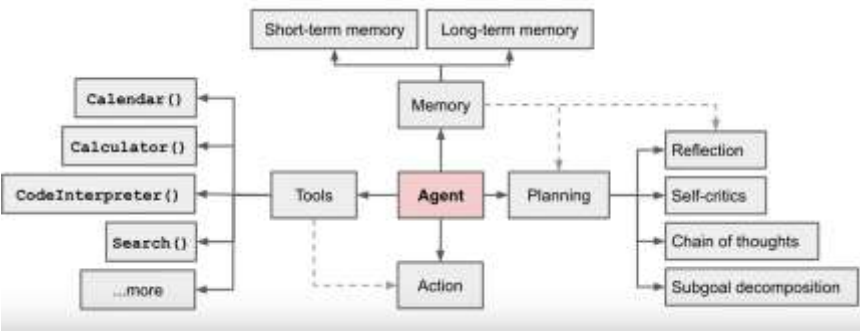 Short-term memory
Long-term memory
Calendar()
Memory
Calculator()
Reflection
CodeInterpreter()
Tools
Agent
Planning
Self-critics
Search()
Chain of thoughts
...more
Action
Subgoal decomposition